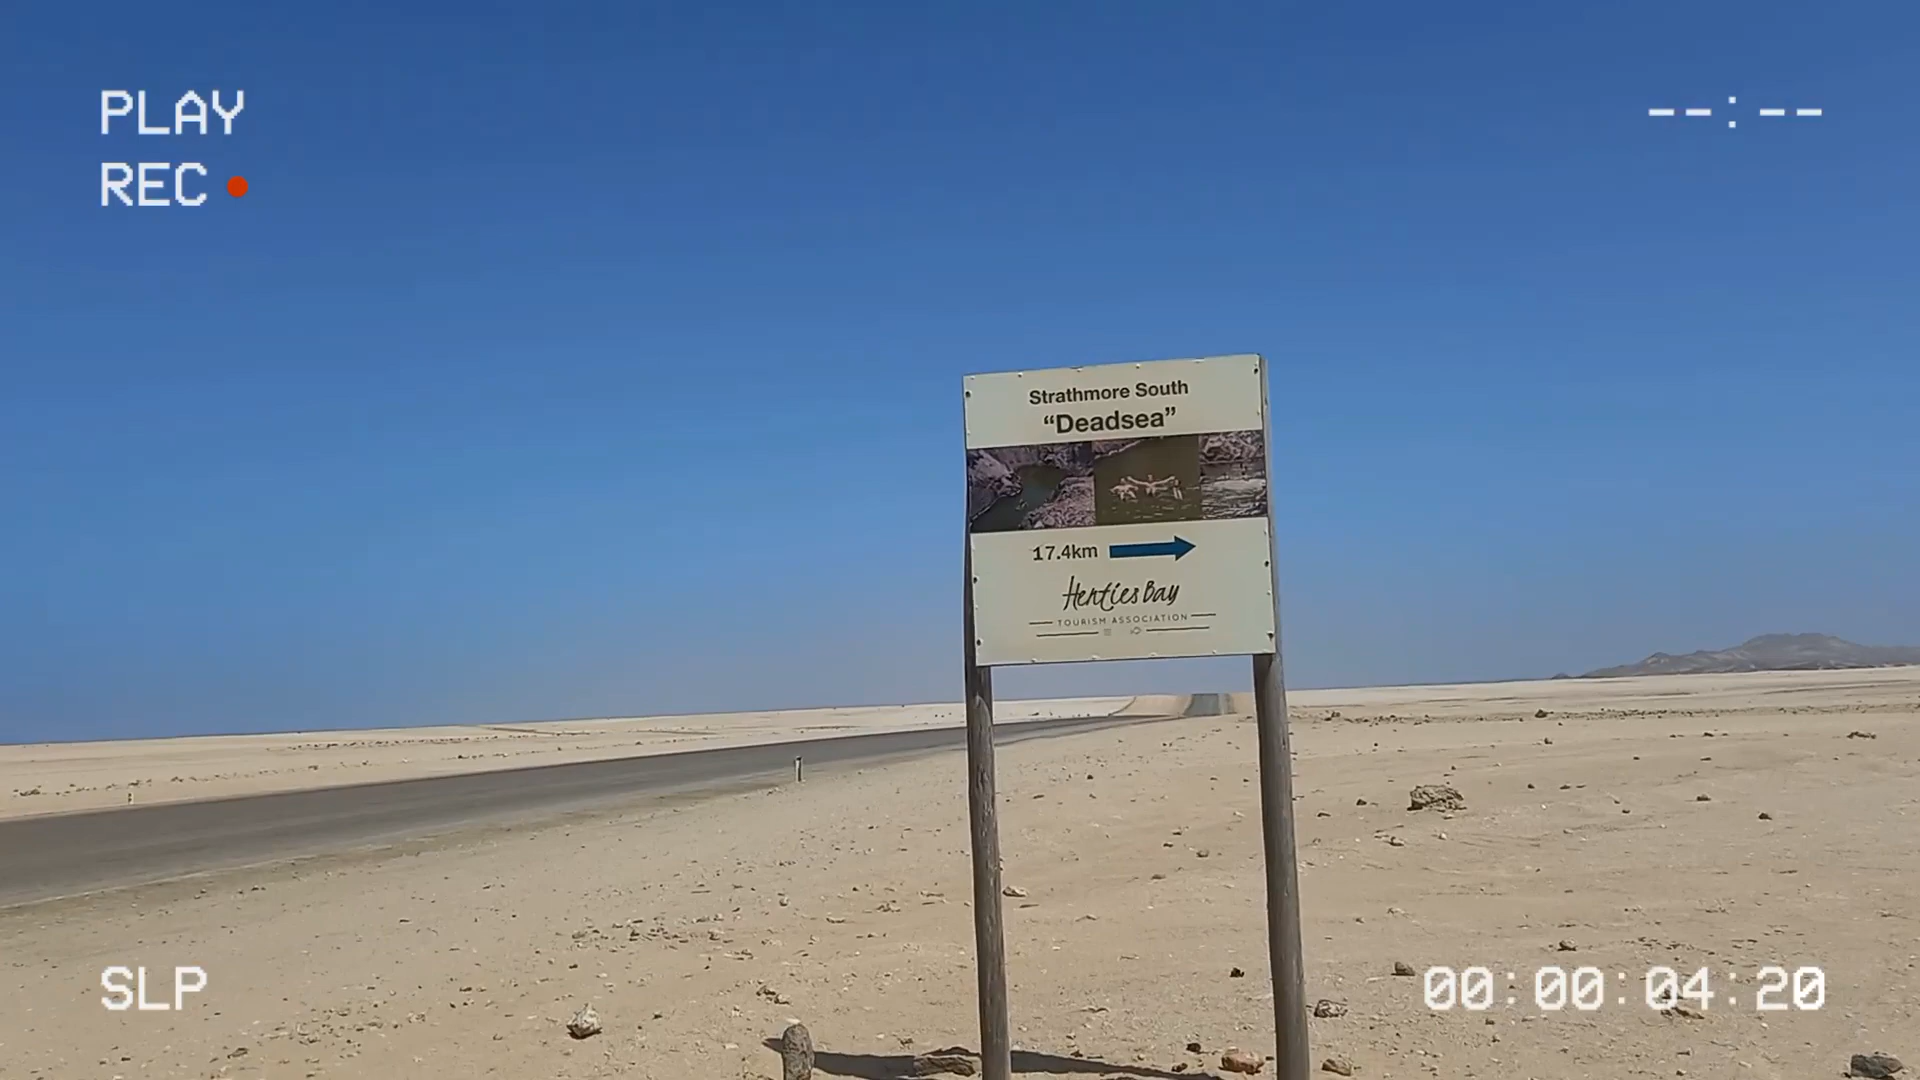 PLAY
REC
--:--
Strathmore South
“Deadsea”
17.4km
Henties Bay
TOURISM ASSOCIATION
SLP
00:00:04:20